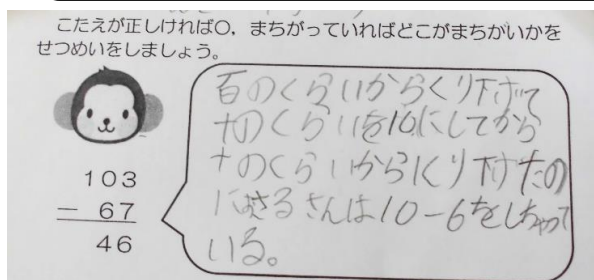 こたえが正しければ○，まちがっていればどこがまちがいかを
せつめいをしましょう。
百のくらいからくり下げて
十のくらいを10にしてから
十のくらいからくり下げたの
におさるさんは10-6をしちゃって
いる。
103
－ 67
46